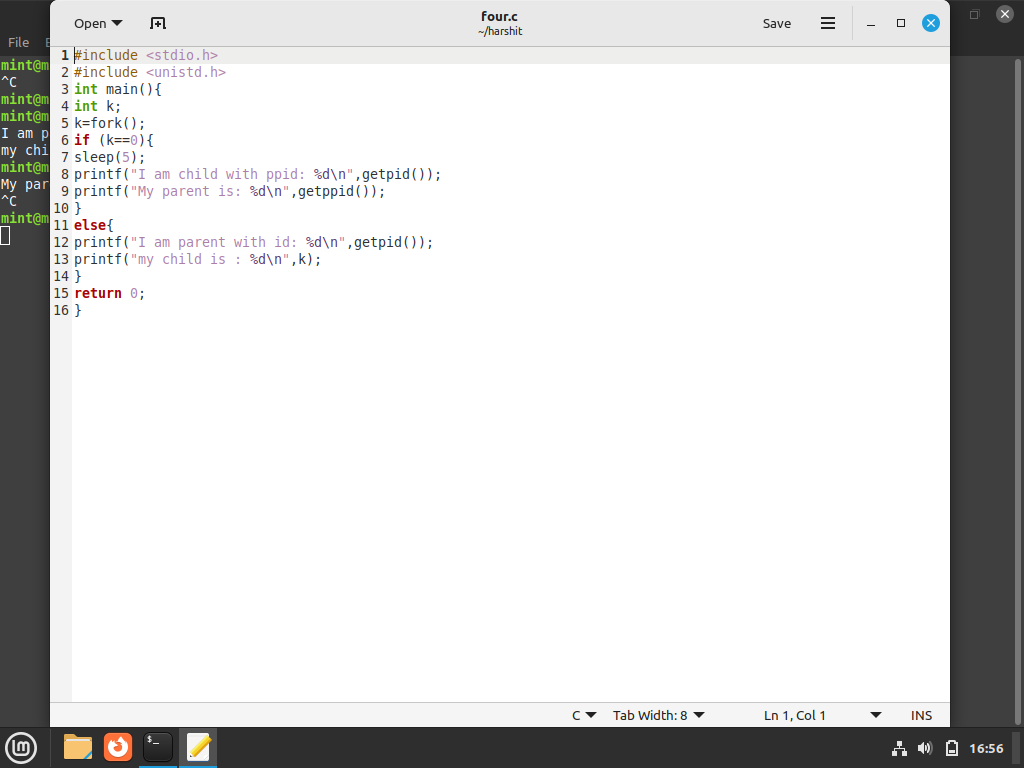 Open
four.c
~/harshit
Save
File
mint@m
^C
mint@m
mint@m
I am p
my chi
mint@m
My par
^C
mint@m
1 #include <stdio.h>
2 #include <unistd.h>
3 int main(){
4 int k;
5 k=fork();
6 if (k==0){
7 sleep(5);
8 printf("I am child with ppid: %d\n",getpid());
9 printf("My parent is: %d\n",getppid());
10 }
11 else{
12 printf("I am parent with id: %d\n",getpid());
13 printf("my child is : %d\n",k);
14 }
15 return 0;
16 }
C Tab Width: 8 Ln 1, Col 1 INS
lm $_ 16:56